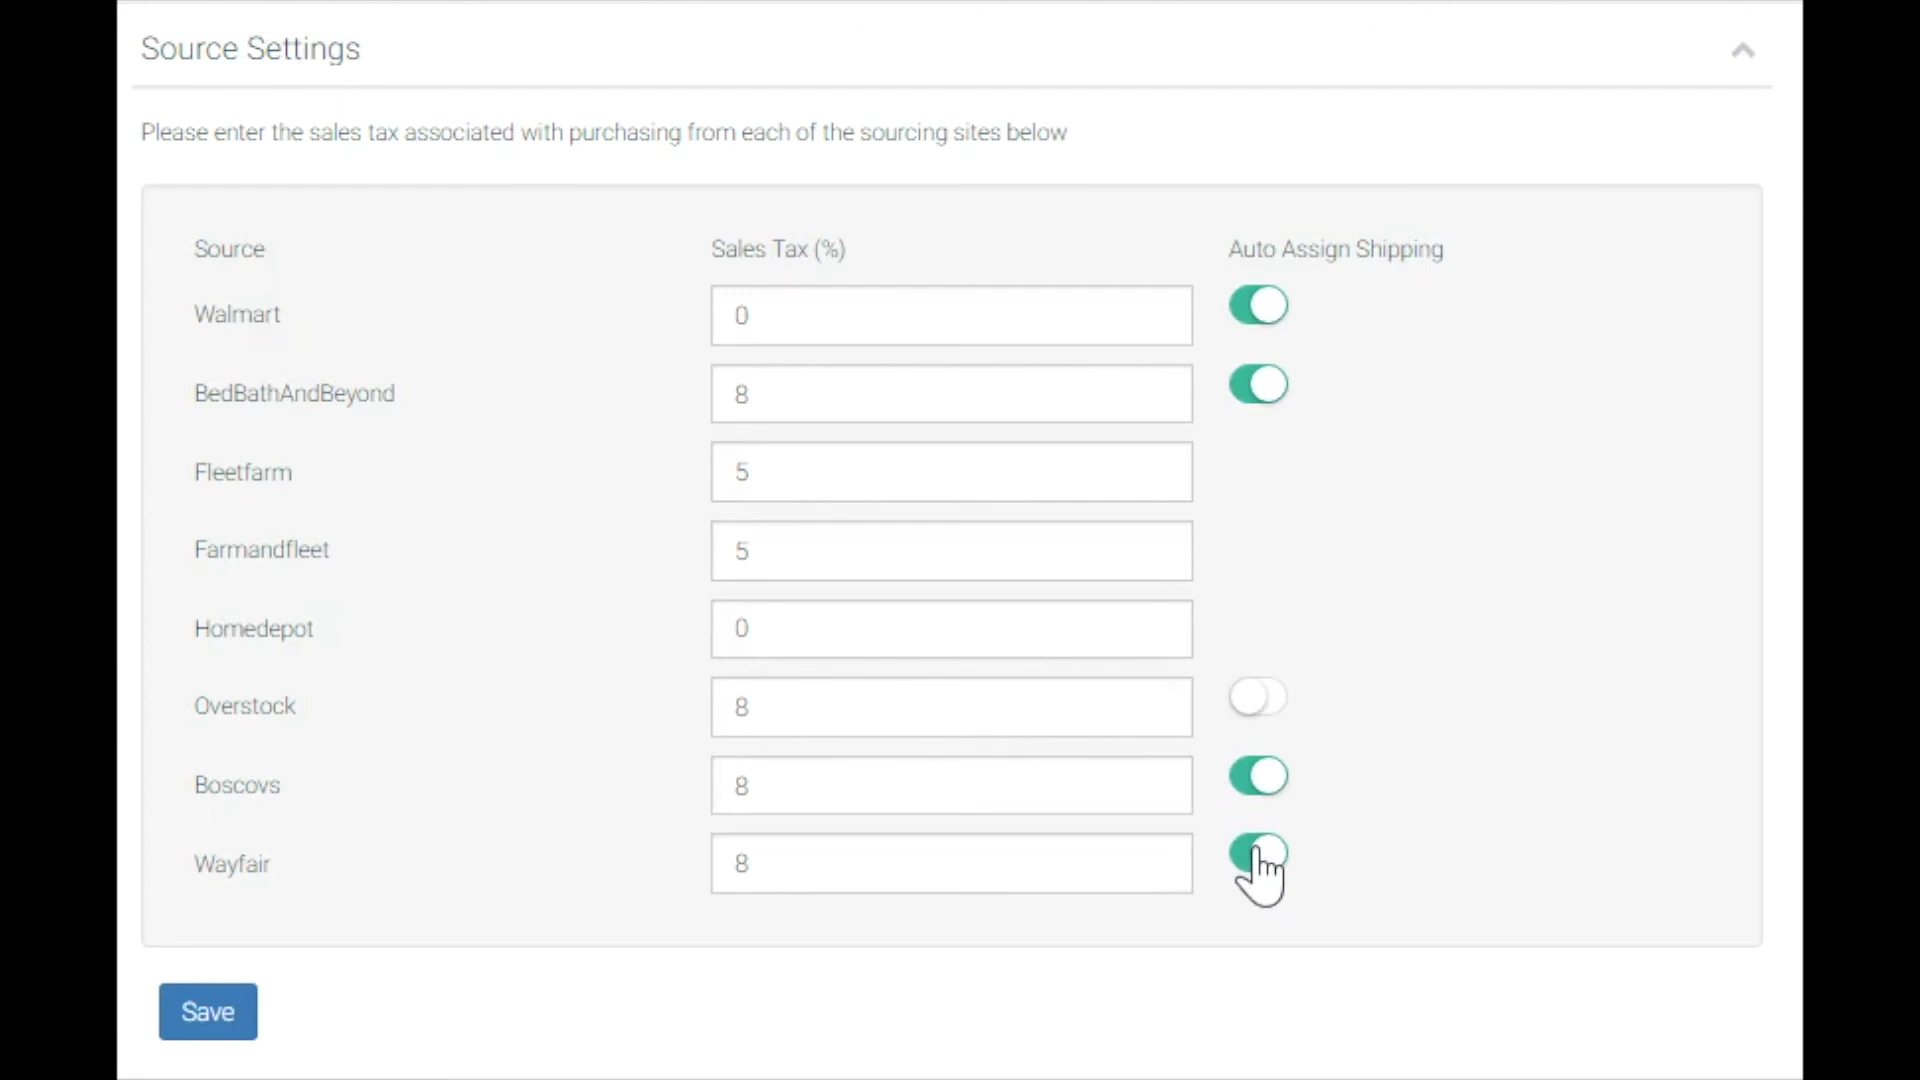 Source Settings
Please enter the sales tax associated with purchasing from each of the sourcing sites below
Source Sales Tax (%) Auto Assign Shipping
Walmart 0
BedBathAndBeyond 8
Fleetfarm 5
Farmandfleet 5
Homedepot 0
Overstock 8
Boscovs 8
Wayfair 8
Save